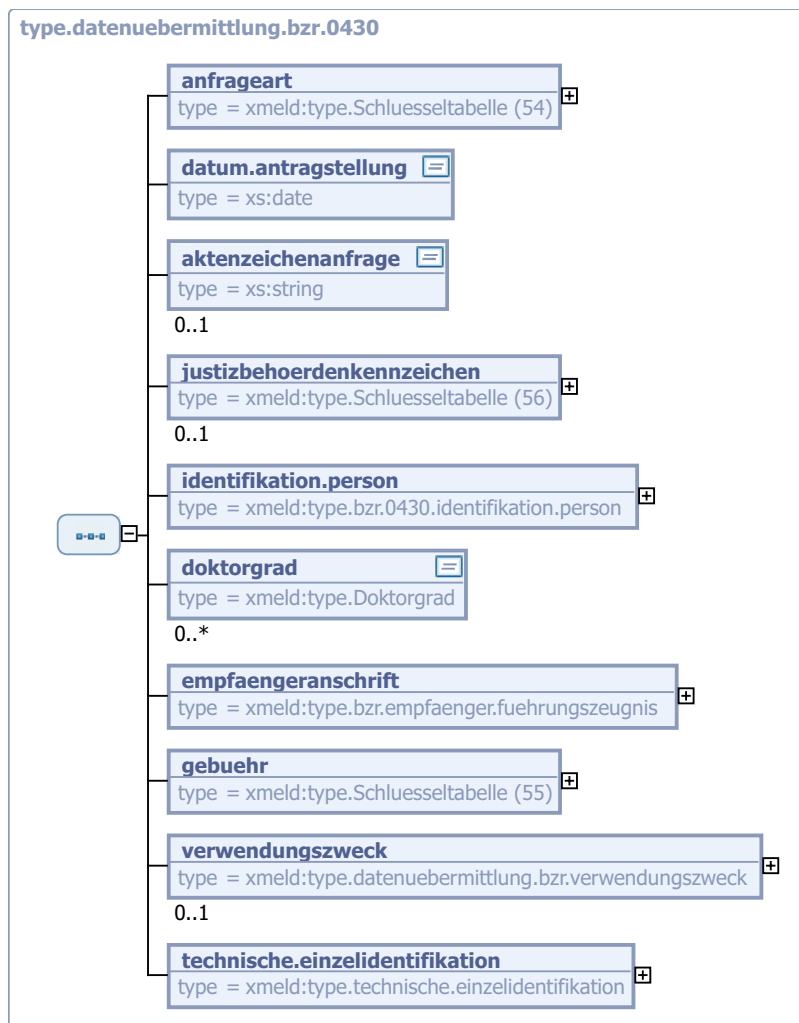 type.datenuebermittlung.bzr.0430
anfrageart
type = xmeld:type.Schluesseltabelle (54)
datum.antragstellung
type = xs:date
aktenzeichenanfrage
type = xs:string
0..1
justizbehoerdenkennzeichen
type = xmeld:type.Schluesseltabelle (56)
0..1
identifikation.person
type = xmeld:type.bzr.0430.identifikation.person
doktorgrad
type = xmeld:type.Doktorgrad
0..*
empfaengeranschrift
type = xmeld:type.bzr.empfaenger.fuehrungszeugnis
gebuehr
type = xmeld:type.Schluesseltabelle (55)
verwendungszweck
type = xmeld:type.datenuebermittlung.bzr.verwendungszweck
0..1
technische.einzelidentifikation
type = xmeld:type.technische.einzelidentifikation